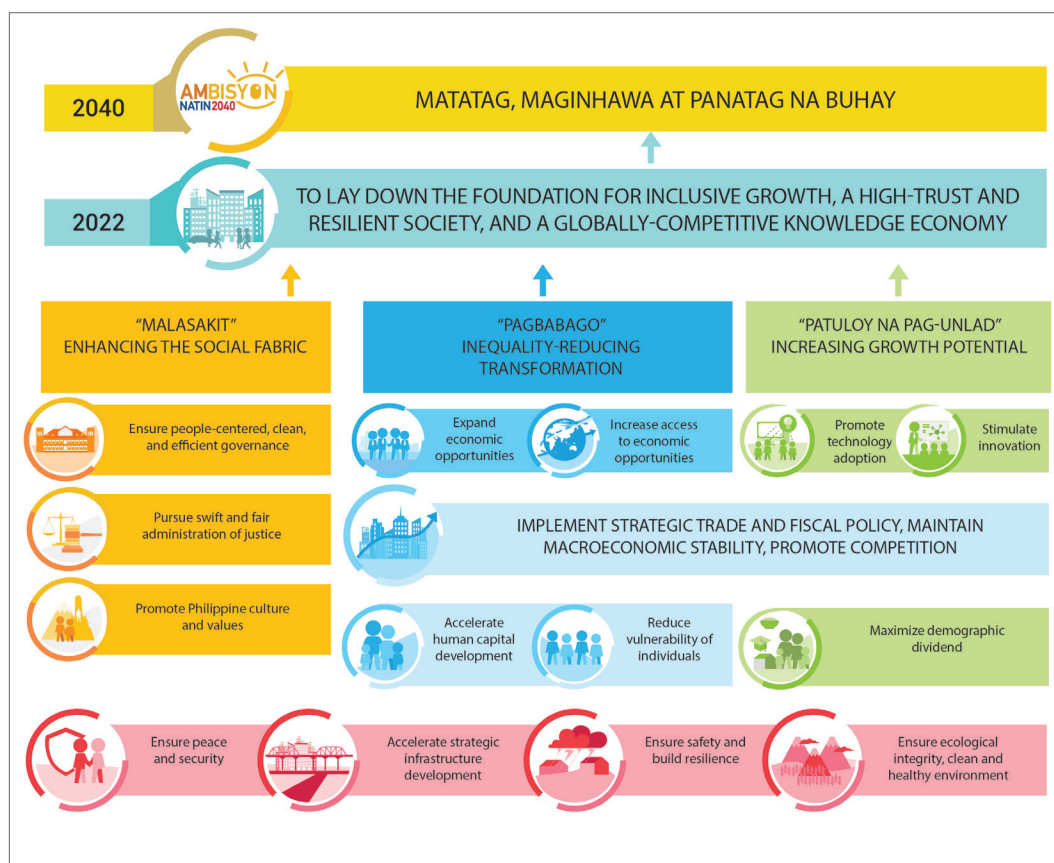 2040
AMBISYON
NATIN2040
MATATAG, MAGINHAWA AT PANATAG NA BUHAY
2022
TO LAY DOWN THE FOUNDATION FOR INCLUSIVE GROWTH, A HIGH-TRUST AND
RESILIENT SOCIETY, AND A GLOBALLY-COMPETITIVE KNOWLEDGE ECONOMY
“MALASAKIT”
ENHANCING THE SOCIAL FABRIC
Ensure people-centered, clean,
and efficient governance
Pursue swift and fair
administration of justice
Promote Philippine culture
and values
“PAGBABAGO”
INEQUALITY-REDUCING
TRANSFORMATION
Expand
economic
opportunities
Increase access
to economic
opportunities
“PATULOY NA PAG-UNLAD”
INCREASING GROWTH POTENTIAL
Promote
technology
adoption
Stimulate
innovation
IMPLEMENT STRATEGIC TRADE AND FISCAL POLICY, MAINTAIN
MACROECONOMIC STABILITY, PROMOTE COMPETITION
Accelerate
human capital
development
Reduce
vulnerability of
individuals
Maximize demographic
dividend
Ensure peace
and security
Accelerate strategic
infrastructure
development
Ensure safety and
build resilience
Ensure ecological
integrity, clean and
healthy environment